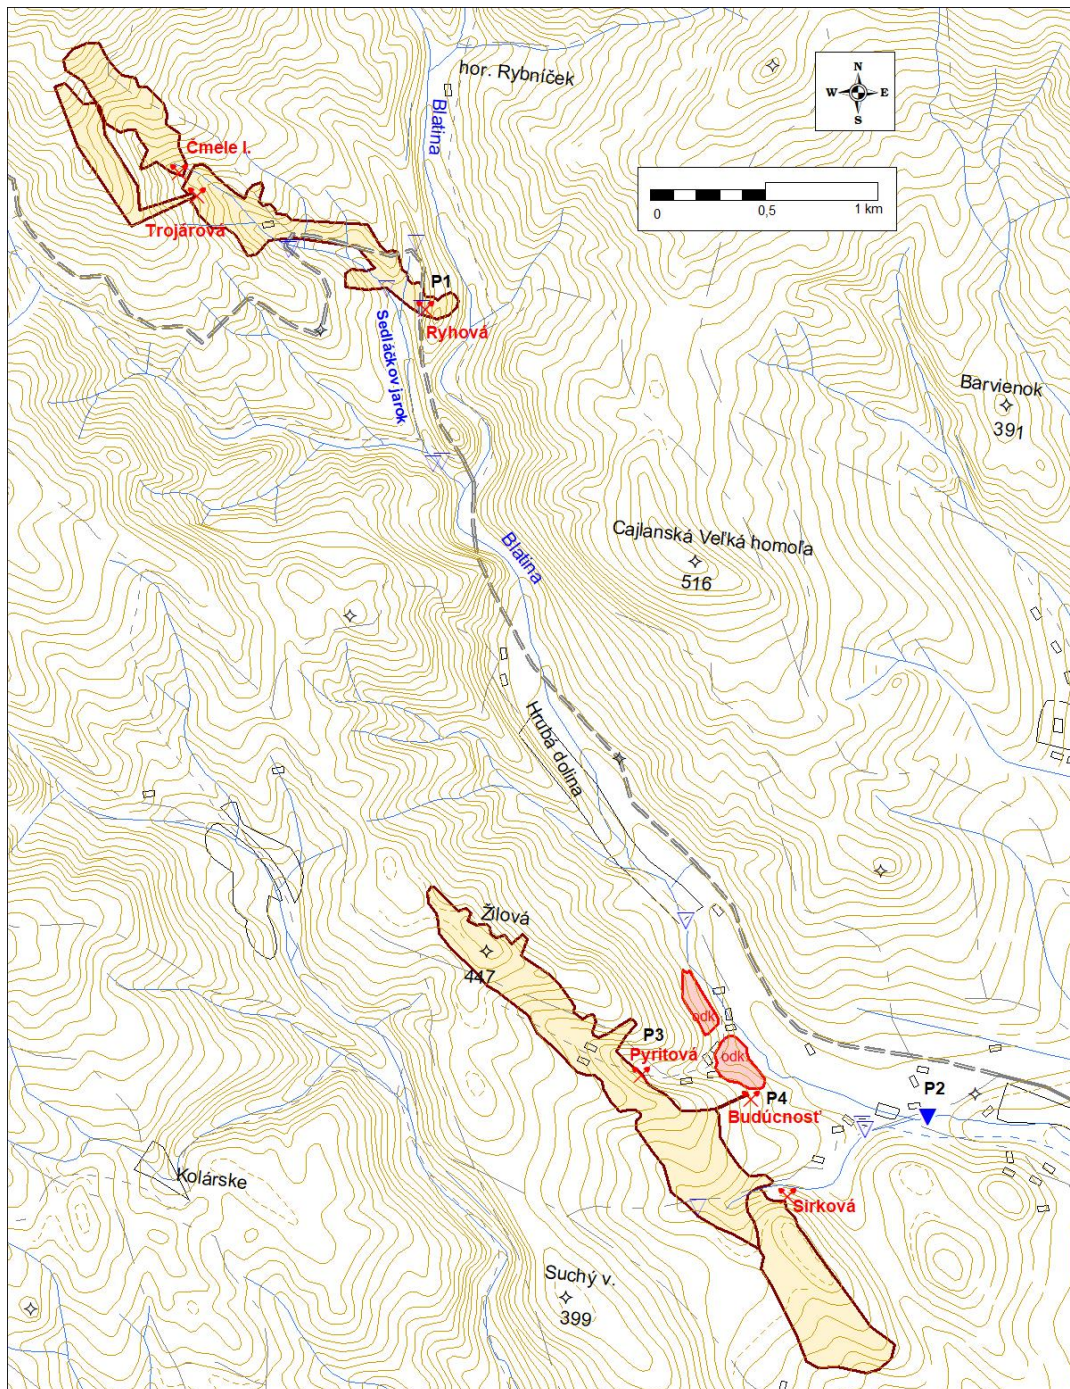 hor. Rybníček
N
W E
S
Blatina
Čmele I.
0 0,5 1 km
Trojárová
P1
Ryhová
Sedláčkov jarok
Barvienok
391
Cajlanská Veľká homoľa
516
Blatina
Hrubá dolina
Žilová
447
odk
P3
Pyritová
odk
P4
Budúcnosť
P2
Kolárske
Sirková
Suchý v.
399